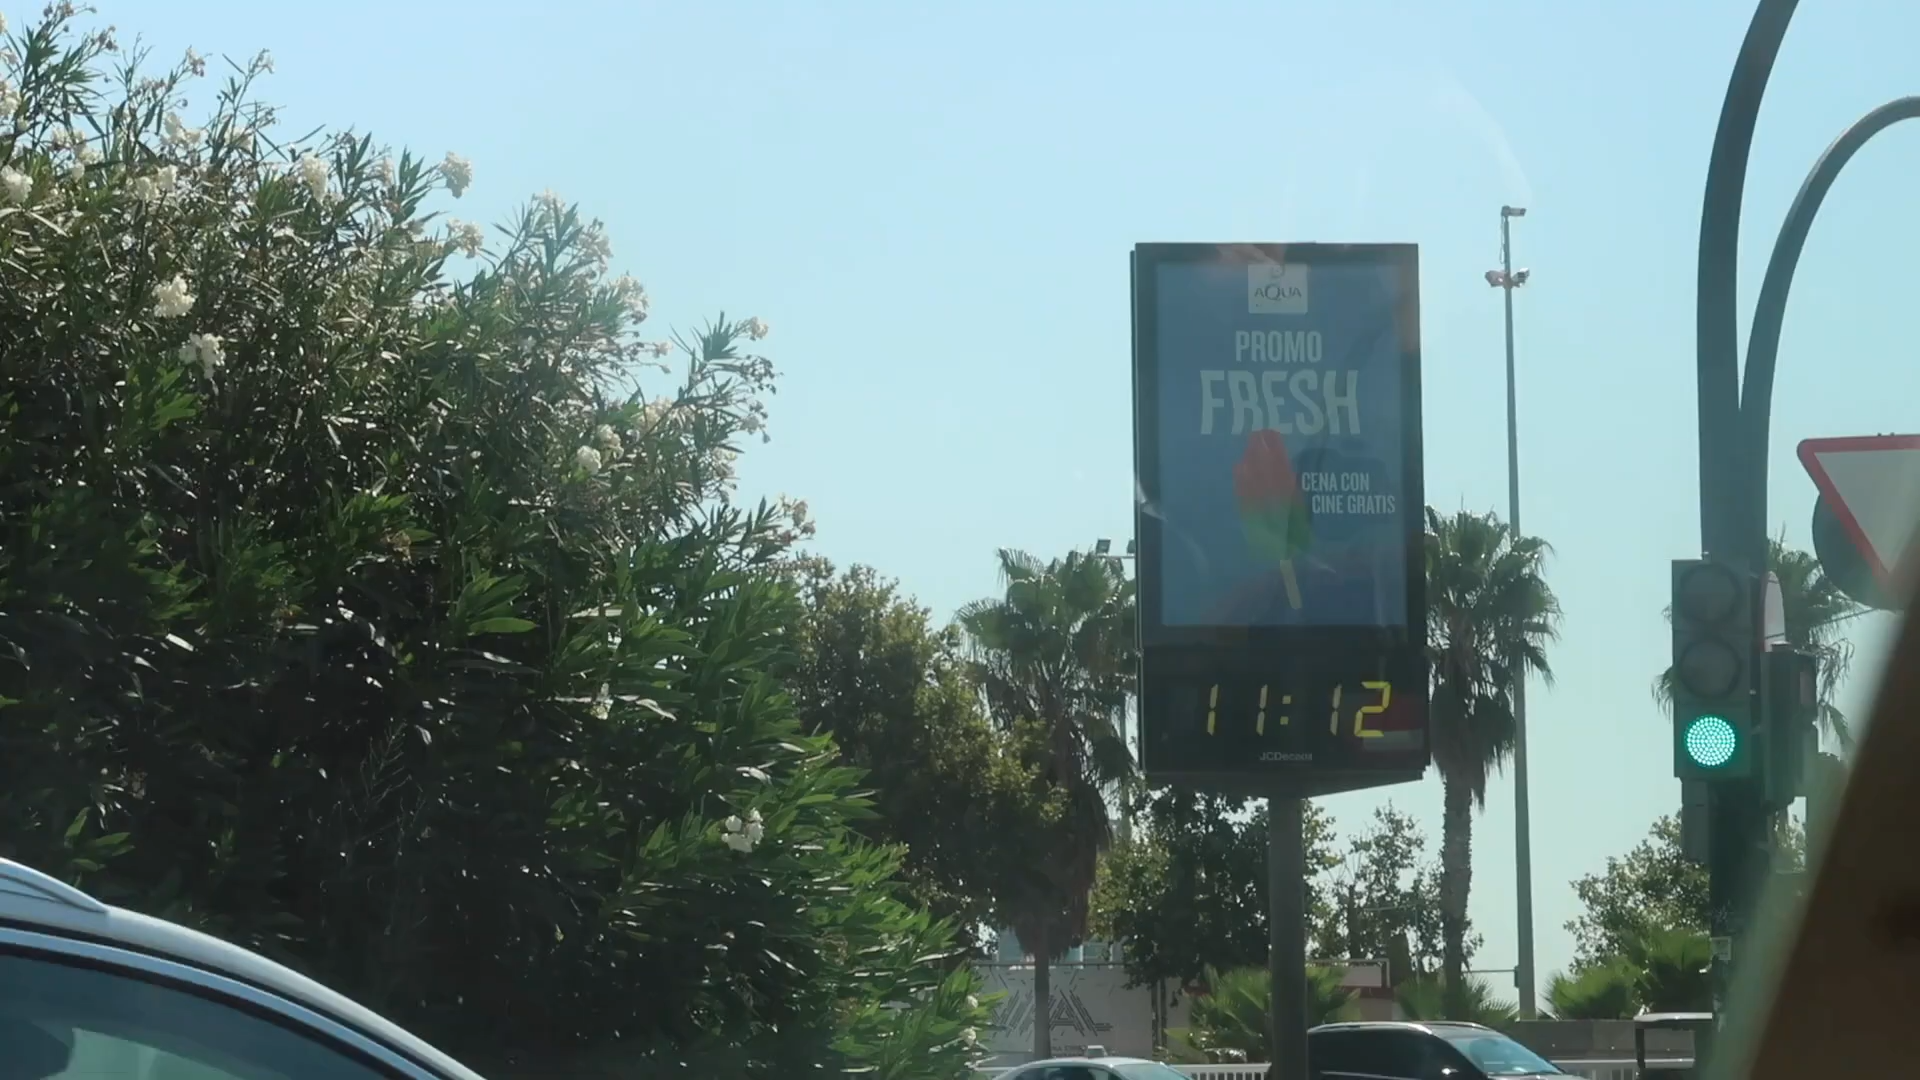 AQUA
PROMO
FRESH
CENA CON
CINE GRATIS
11:12
JCDecaux